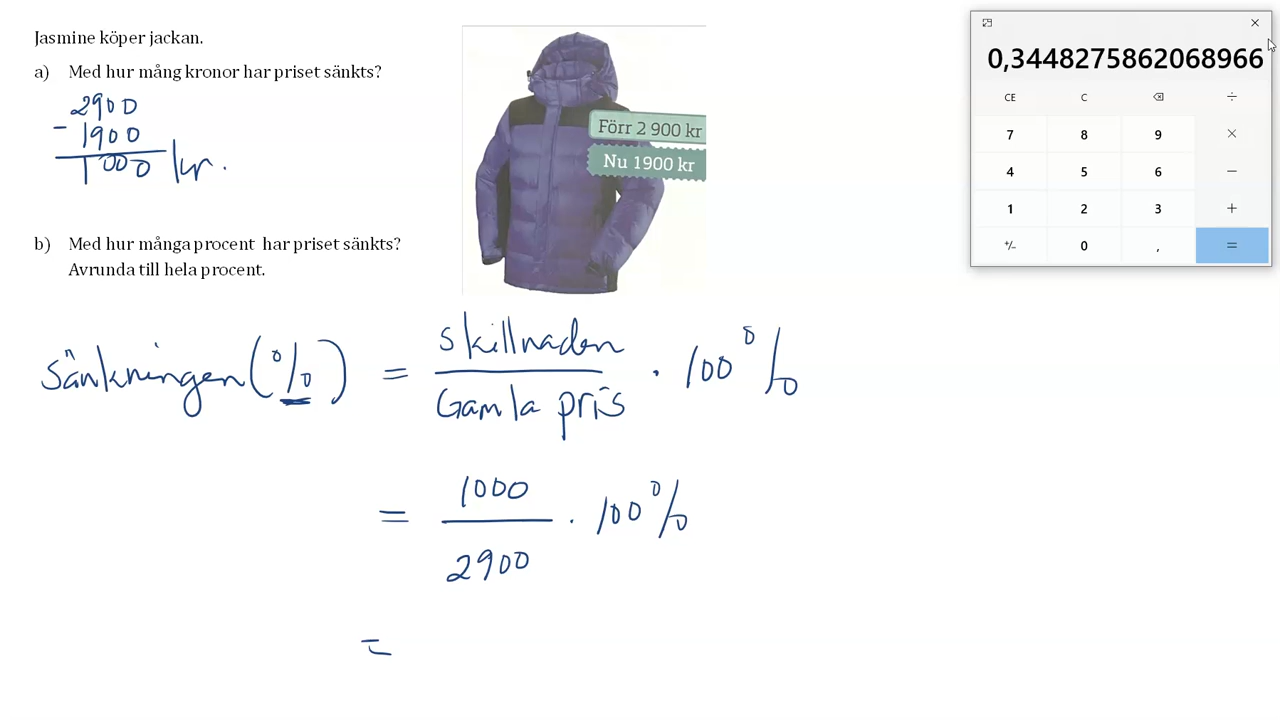 Jasmine köper jackan.
a) Med hur mång kronor har priset sänkts?
2900
- 1900
1000 kr.
Förr 2 900 kr
Nu 1900 kr
b) Med hur många procent har priset sänkts?
Avrunda till hela procent.
Sänkningen (%) = skillnaden / Gamla pris · 100 %
= 1000 / 2900 · 100 %
=
0,3448275862068966
CE C ⌫ ÷
7 8 9 ×
4 5 6 −
1 2 3 +
+/− 0 , =